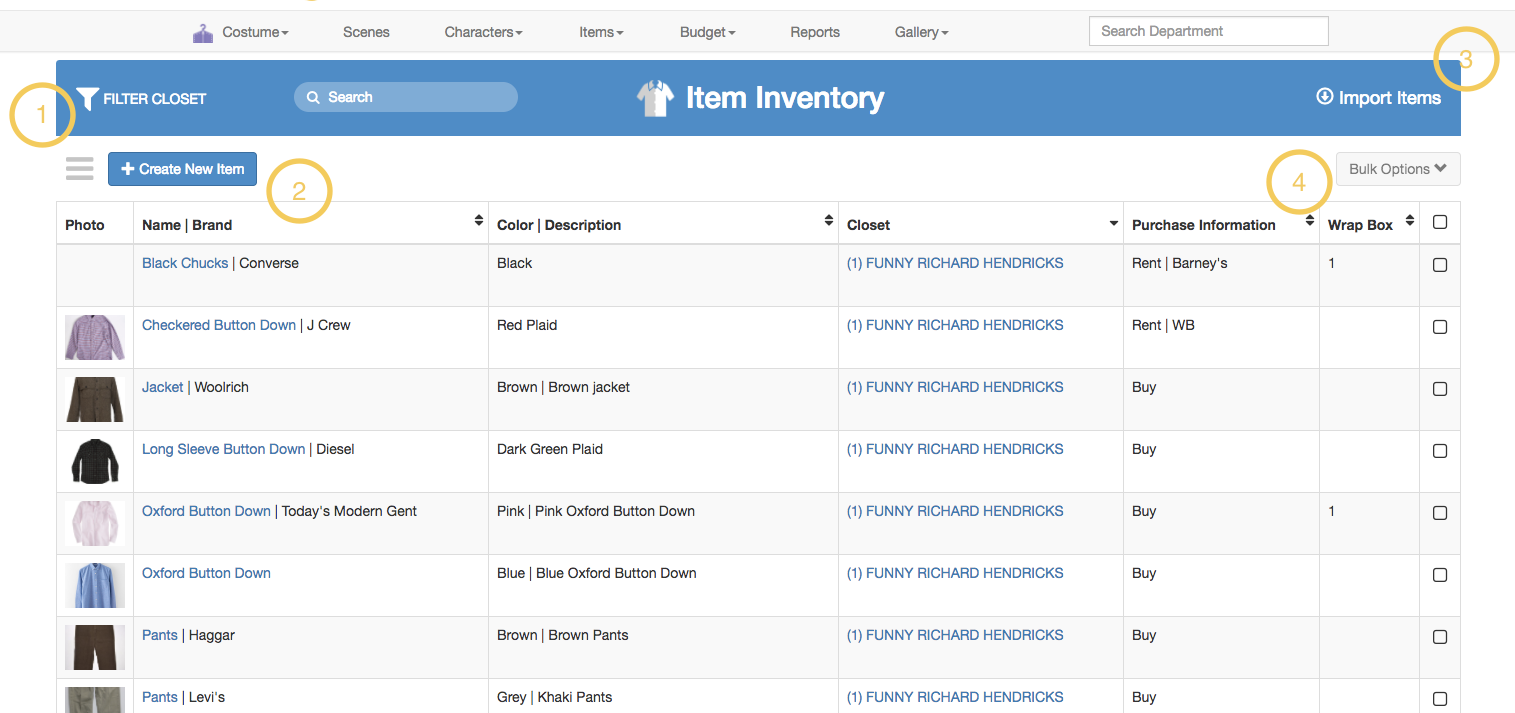 Costume Scenes Characters Items Budget Reports Gallery Search Department
3
1 FILTER CLOSET Search Item Inventory Import Items
Create New Item 2 4 Bulk Options
Photo Name | Brand Color | Description Closet Purchase Information Wrap Box
Black Chucks | Converse Black (1) FUNNY RICHARD HENDRICKS Rent | Barney's 1
Checkered Button Down | J Crew Red Plaid (1) FUNNY RICHARD HENDRICKS Rent | WB
Jacket | Woolrich Brown | Brown jacket (1) FUNNY RICHARD HENDRICKS Buy
Long Sleeve Button Down | Diesel Dark Green Plaid (1) FUNNY RICHARD HENDRICKS Buy
Oxford Button Down | Today's Modern Gent Pink | Pink Oxford Button Down (1) FUNNY RICHARD HENDRICKS Buy 1
Oxford Button Down Blue | Blue Oxford Button Down (1) FUNNY RICHARD HENDRICKS Buy
Pants | Haggar Brown | Brown Pants (1) FUNNY RICHARD HENDRICKS Buy
Pants | Levi's Grey | Khaki Pants (1) FUNNY RICHARD HENDRICKS Buy